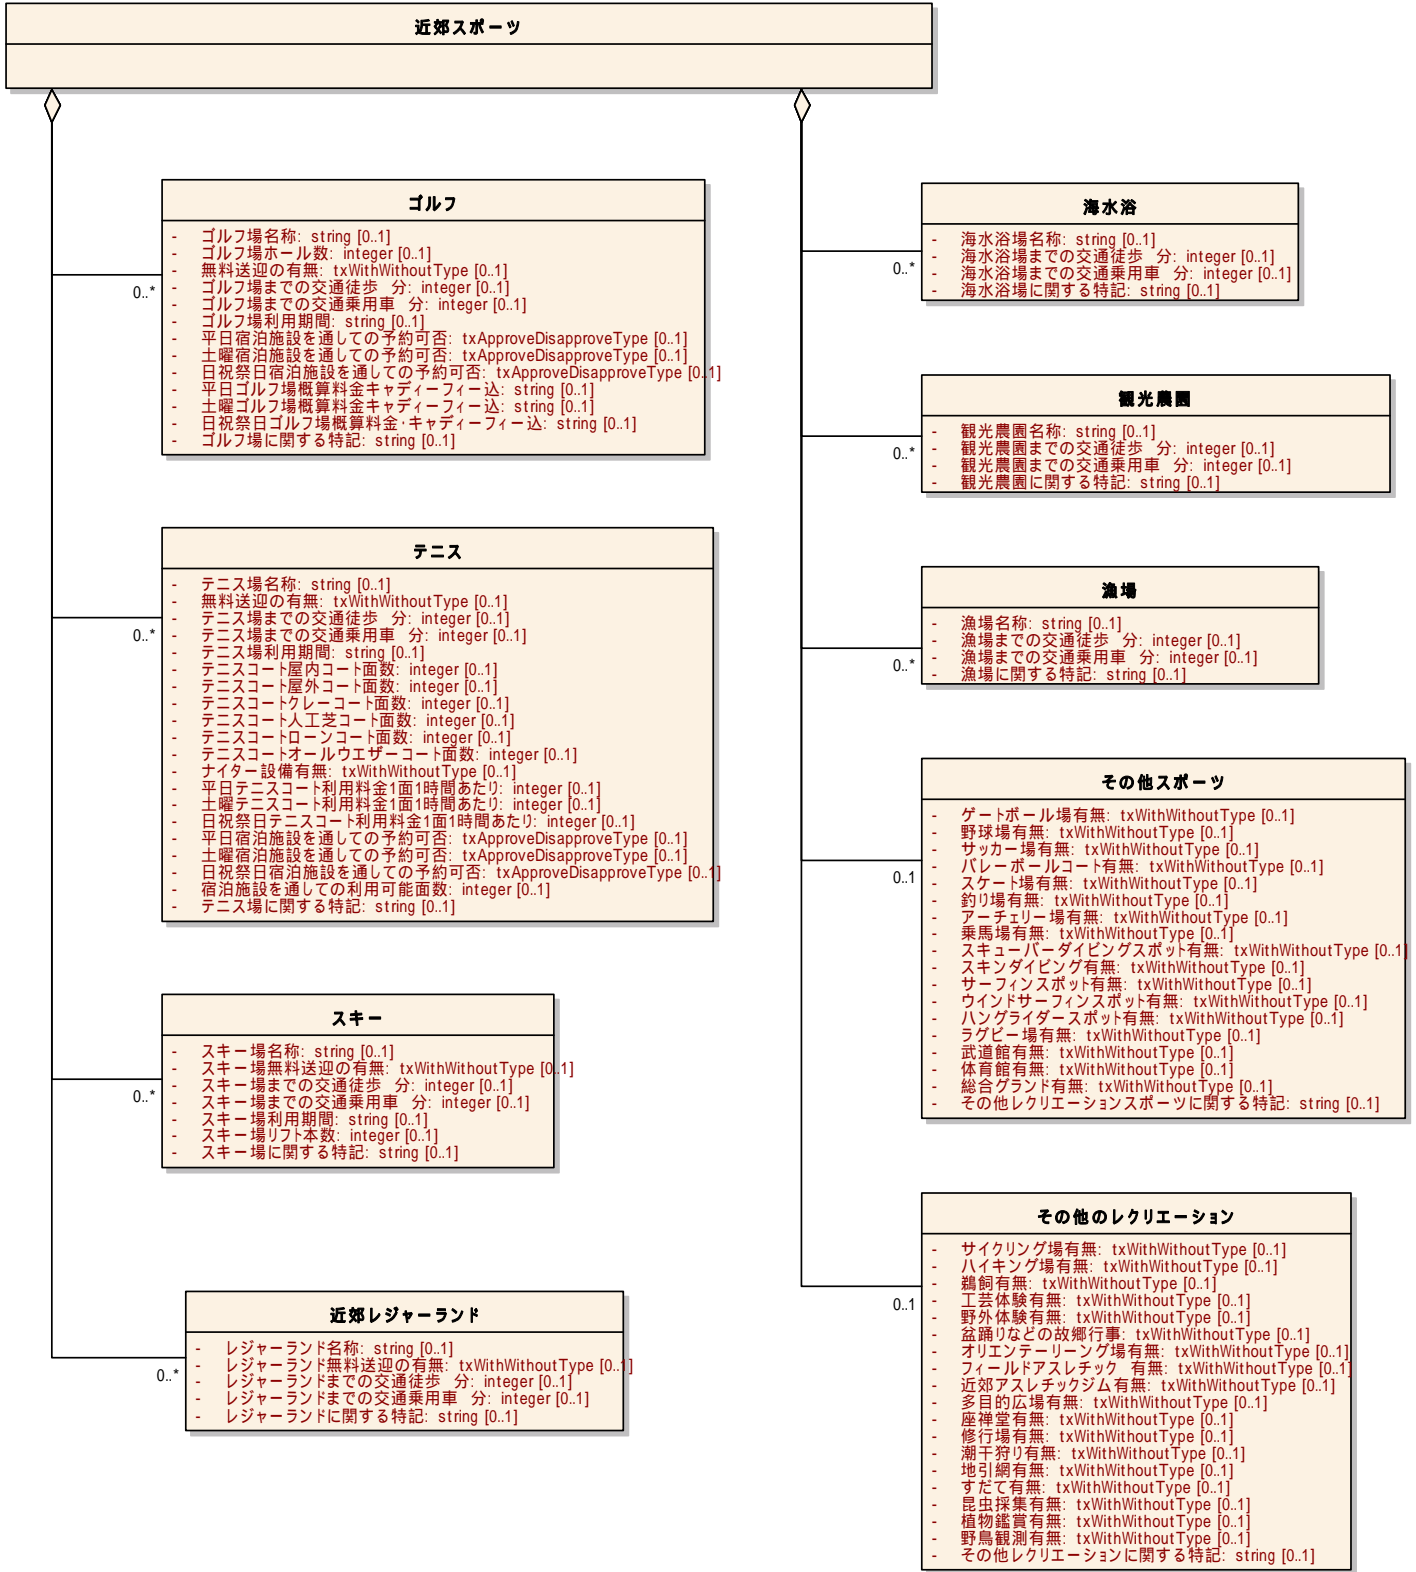 近郊スポーツ
ゴルフ
- ゴルフ場名称: string [0..1]
- ゴルフ場ホール数: integer [0..1]
- 無料送迎の有無: txWithWithoutType [0..1]
- ゴルフ場までの交通徒歩 分: integer [0..1]
- ゴルフ場までの交通乗用車 分: integer [0..1]
- ゴルフ場利用期間: string [0..1]
- 平日宿泊施設を通しての予約可否: txApproveDisapproveType [0..1]
- 土曜宿泊施設を通しての予約可否: txApproveDisapproveType [0..1]
- 日祝祭日宿泊施設を通しての予約可否: txApproveDisapproveType [0..1]
- 平日ゴルフ場概算料金キャディーフィー込: string [0..1]
- 土曜ゴルフ場概算料金キャディーフィー込: string [0..1]
- 日祝祭日ゴルフ場概算料金・キャディーフィー込: string [0..1]
- ゴルフ場に関する特記: string [0..1]
0..*
テニス
- テニス場名称: string [0..1]
- 無料送迎の有無: txWithWithoutType [0..1]
- テニス場までの交通徒歩 分: integer [0..1]
- テニス場までの交通乗用車 分: integer [0..1]
- テニス場利用期間: string [0..1]
- テニスコート屋内コート面数: integer [0..1]
- テニスコート屋外コート面数: integer [0..1]
- テニスコートクレーコート面数: integer [0..1]
- テニスコート人工芝コート面数: integer [0..1]
- テニスコートローンコート面数: integer [0..1]
- テニスコートオールウエザーコート面数: integer [0..1]
- ナイター設備有無: txWithWithoutType [0..1]
- 平日テニスコート利用料金1面1時間あたり: integer [0..1]
- 土曜テニスコート利用料金1面1時間あたり: integer [0..1]
- 日祝祭日テニスコート利用料金1面1時間あたり: integer [0..1]
- 平日宿泊施設を通しての予約可否: txApproveDisapproveType [0..1]
- 土曜宿泊施設を通しての予約可否: txApproveDisapproveType [0..1]
- 日祝祭日宿泊施設を通しての予約可否: txApproveDisapproveType [0..1]
- 宿泊施設を通しての利用可能面数: integer [0..1]
- テニス場に関する特記: string [0..1]
0..*
スキー
- スキー場名称: string [0..1]
- スキー場無料送迎の有無: txWithWithoutType [0..1]
- スキー場までの交通徒歩 分: integer [0..1]
- スキー場までの交通乗用車 分: integer [0..1]
- スキー場利用期間: string [0..1]
- スキー場リフト本数: integer [0..1]
- スキー場に関する特記: string [0..1]
0..*
近郊レジャーランド
- レジャーランド名称: string [0..1]
- レジャーランド無料送迎の有無: txWithWithoutType [0..1]
- レジャーランドまでの交通徒歩 分: integer [0..1]
- レジャーランドまでの交通乗用車 分: integer [0..1]
- レジャーランドに関する特記: string [0..1]
0..*
海水浴
- 海水浴場名称: string [0..1]
- 海水浴場までの交通徒歩 分: integer [0..1]
- 海水浴場までの交通乗用車 分: integer [0..1]
- 海水浴場に関する特記: string [0..1]
0..*
観光農園
- 観光農園名称: string [0..1]
- 観光農園までの交通徒歩 分: integer [0..1]
- 観光農園までの交通乗用車 分: integer [0..1]
- 観光農園に関する特記: string [0..1]
0..*
漁場
- 漁場名称: string [0..1]
- 漁場までの交通徒歩 分: integer [0..1]
- 漁場までの交通乗用車 分: integer [0..1]
- 漁場に関する特記: string [0..1]
0..*
その他スポーツ
- ゲートボール場有無: txWithWithoutType [0..1]
- 野球場有無: txWithWithoutType [0..1]
- サッカー場有無: txWithWithoutType [0..1]
- バレーボールコート有無: txWithWithoutType [0..1]
- スケート場有無: txWithWithoutType [0..1]
- 釣り場有無: txWithWithoutType [0..1]
- アーチェリー場有無: txWithWithoutType [0..1]
- 乗馬場有無: txWithWithoutType [0..1]
- スキューバーダイビングスポット有無: txWithWithoutType [0..1]
- スキンダイビング有無: txWithWithoutType [0..1]
- サーフィンスポット有無: txWithWithoutType [0..1]
- ウインドサーフィンスポット有無: txWithWithoutType [0..1]
- ハングライダースポット有無: txWithWithoutType [0..1]
- ラグビー場有無: txWithWithoutType [0..1]
- 武道館有無: txWithWithoutType [0..1]
- 体育館有無: txWithWithoutType [0..1]
- 総合グランド有無: txWithWithoutType [0..1]
- その他レクリエーションスポーツに関する特記: string [0..1]
0..1
その他のレクリエーション
- サイクリング場有無: txWithWithoutType [0..1]
- ハイキング場有無: txWithWithoutType [0..1]
- 鵜飼有無: txWithWithoutType [0..1]
- 工芸体験有無: txWithWithoutType [0..1]
- 野外体験有無: txWithWithoutType [0..1]
- 盆踊りなどの故郷行事: txWithWithoutType [0..1]
- オリエンテーリーング場有無: txWithWithoutType [0..1]
- フィールドアスレチック 有無: txWithWithoutType [0..1]
- 近郊アスレチックジム有無: txWithWithoutType [0..1]
- 多目的広場有無: txWithWithoutType [0..1]
- 座禅堂有無: txWithWithoutType [0..1]
- 修行場有無: txWithWithoutType [0..1]
- 潮干狩り有無: txWithWithoutType [0..1]
- 地引網有無: txWithWithoutType [0..1]
- すだて有無: txWithWithoutType [0..1]
- 昆虫採集有無: txWithWithoutType [0..1]
- 植物鑑賞有無: txWithWithoutType [0..1]
- 野鳥観測有無: txWithWithoutType [0..1]
- その他レクリエーションに関する特記: string [0..1]
0..1